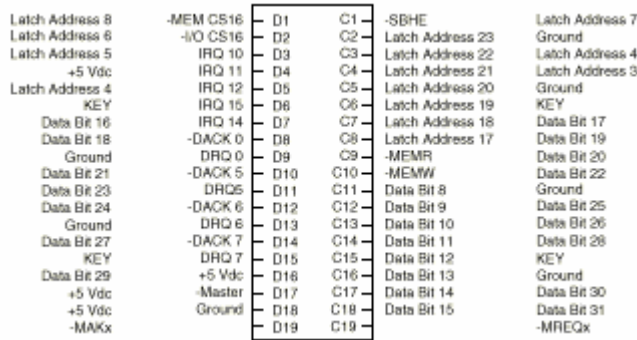 Latch Address 8 -MEM CS16 D1 C1 -SBHE Latch Address 7
Latch Address 6 -I/O CS16 D2 C2 Latch Address 23 Ground
Latch Address 5 IRQ 10 D3 C3 Latch Address 22 Latch Address 4
+5 Vdc IRQ 11 D4 C4 Latch Address 21 Latch Address 3
Latch Address 4 IRQ 12 D5 C5 Latch Address 20 Ground
KEY IRQ 15 D6 C6 Latch Address 19 KEY
Data Bit 16 IRQ 14 D7 C7 Latch Address 18 Data Bit 17
Data Bit 18 -DACK 0 D8 C8 Latch Address 17 Data Bit 19
Ground DRQ 0 D9 C9 -MEMR Data Bit 20
Data Bit 21 -DACK 5 D10 C10 -MEMW Data Bit 22
Data Bit 23 DRQ5 D11 C11 Data Bit 8 Ground
Data Bit 24 -DACK 6 D12 C12 Data Bit 9 Data Bit 25
Ground DRQ 6 D13 C13 Data Bit 10 Data Bit 26
Data Bit 27 -DACK 7 D14 C14 Data Bit 11 Data Bit 28
KEY DRQ 7 D15 C15 Data Bit 12 KEY
Data Bit 29 +5 Vdc D16 C16 Data Bit 13 Ground
+5 Vdc -Master D17 C17 Data Bit 14 Data Bit 30
+5 Vdc Ground D18 C18 Data Bit 15 Data Bit 31
-MAKx D19 C19 -MREQx